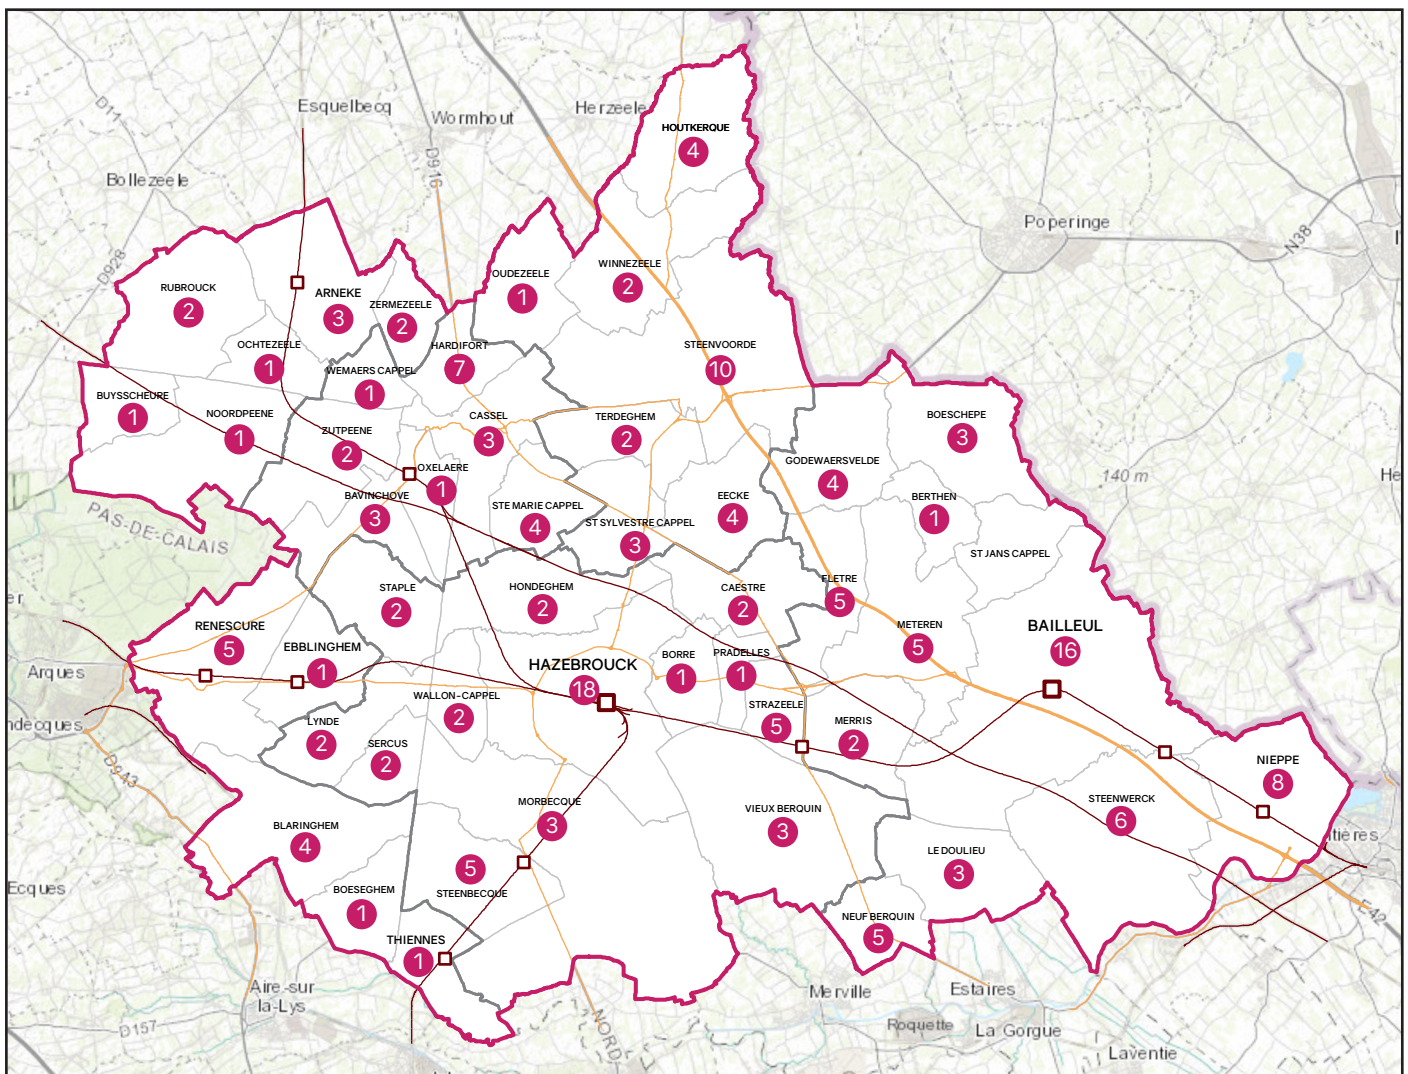 Esquelbecq
Wormhout
Herzeele
D11
D916
HOUTKERQUE
4
Bollezeele
Poperinge
N38
D928
RUBROUCK
2
ARNEKE
3
ZERMEZEELE
2
OUDEZEELE
1
WINNEZEELE
2
OCHTEZEELE
1
WEMAERS CAPPEL
1
HARDIFORT
7
STEENVOORDE
10
BUYSSCHEURE
1
NOORDPEENE
1
ZUTPEENE
2
CASSEL
3
TERDEGHEM
2
BOESCHEPE
3
OXELAERE
1
GODEWAERSVELDE
4
140 m
He
BAVINCHOVE
3
STE MARIE CAPPEL
4
ST SYLVESTRE CAPPEL
3
EECKE
4
BERTHEN
1
ST JANS CAPPEL
PAS-DE-CALAIS
er
STAPLE
2
HONDEGHEM
2
CAESTRE
2
FLETRE
5
RENESCURE
5
EBBLINGHEM
1
METEREN
5
BAILLEUL
16
Arques
HAZEBROUCK
18
BORRE
1
PRADELLES
1
ndecques
WALLON-CAPPEL
2
STRAZEELE
5
MERRIS
2
LYNDE
2
SERCUS
2
D943
NIEPPE
8
MORBECQUE
3
VIEUX BERQUIN
3
STEENWERCK
6
BLARINGHEM
4
LE DOULIEU
3
ntières
Ecques
5
STEENBECQUE
BOESEGHEM
1
NEUF BERQUIN
5
E42
THIENNES
1
Aire-sur
la-Lys
Merville
Estaires
D157
NORD
Roquette
La Gorgue
Laventie